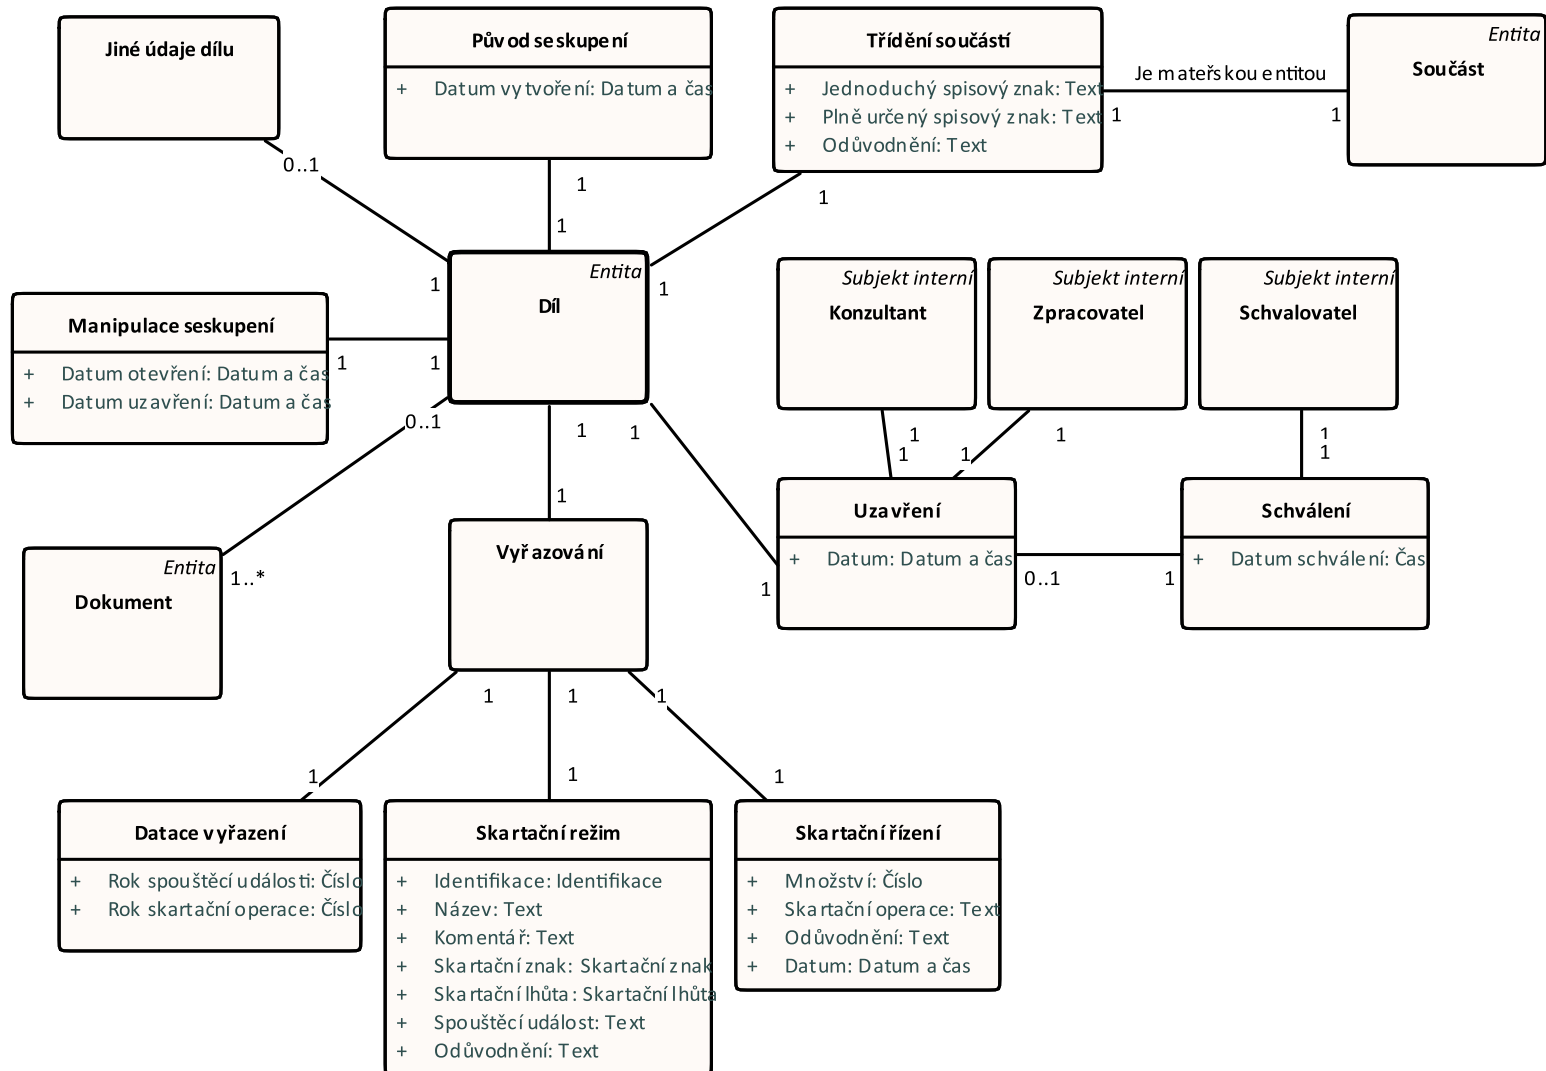 Jiné údaje dílu
0..1
Původ seskupení
+ Datum vytvoření: Datum a čas
1
1
Třídění součástí
+ Jednoduchý spisový znak: Text
+ Plně určený spisový znak: Text
+ Odůvodnění: Text
1
Je mateřskou entitou
1
1
Entita
Součást
Entita
Díl
1
1
Manipulace seskupení
+ Datum otevření: Datum a čas
+ Datum uzavření: Datum a čas
1
1
0..1
1
1
Subjekt interní
Konzultant
1
1
Subjekt interní
Zpracovatel
1
1
Subjekt interní
Schvalovatel
1
1
Entita
Dokument
1..*
1
Vyřazování
1
1
1
Uzavření
+ Datum: Datum a čas
1
0..1
1
Schválení
+ Datum schválení: Čas
1
Datace vyřazení
+ Rok spouštěcí události: Číslo
+ Rok skartační operace: Číslo
1
Skartační režim
+ Identifikace: Identifikace
+ Název: Text
+ Komentář: Text
+ Skartační znak: Skartační znak
+ Skartační lhůta: Skartační lhůta
+ Spouštěcí událost: Text
+ Odůvodnění: Text
1
Skartační řízení
+ Množství: Číslo
+ Skartační operace: Text
+ Odůvodnění: Text
+ Datum: Datum a čas